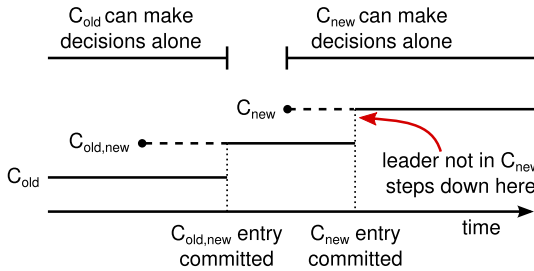 C_old can make
decisions alone
C_new can make
decisions alone
C_new
C_old,new
C_old
leader not in C_new
steps down here
time
C_old,new entry
committed
C_new entry
committed